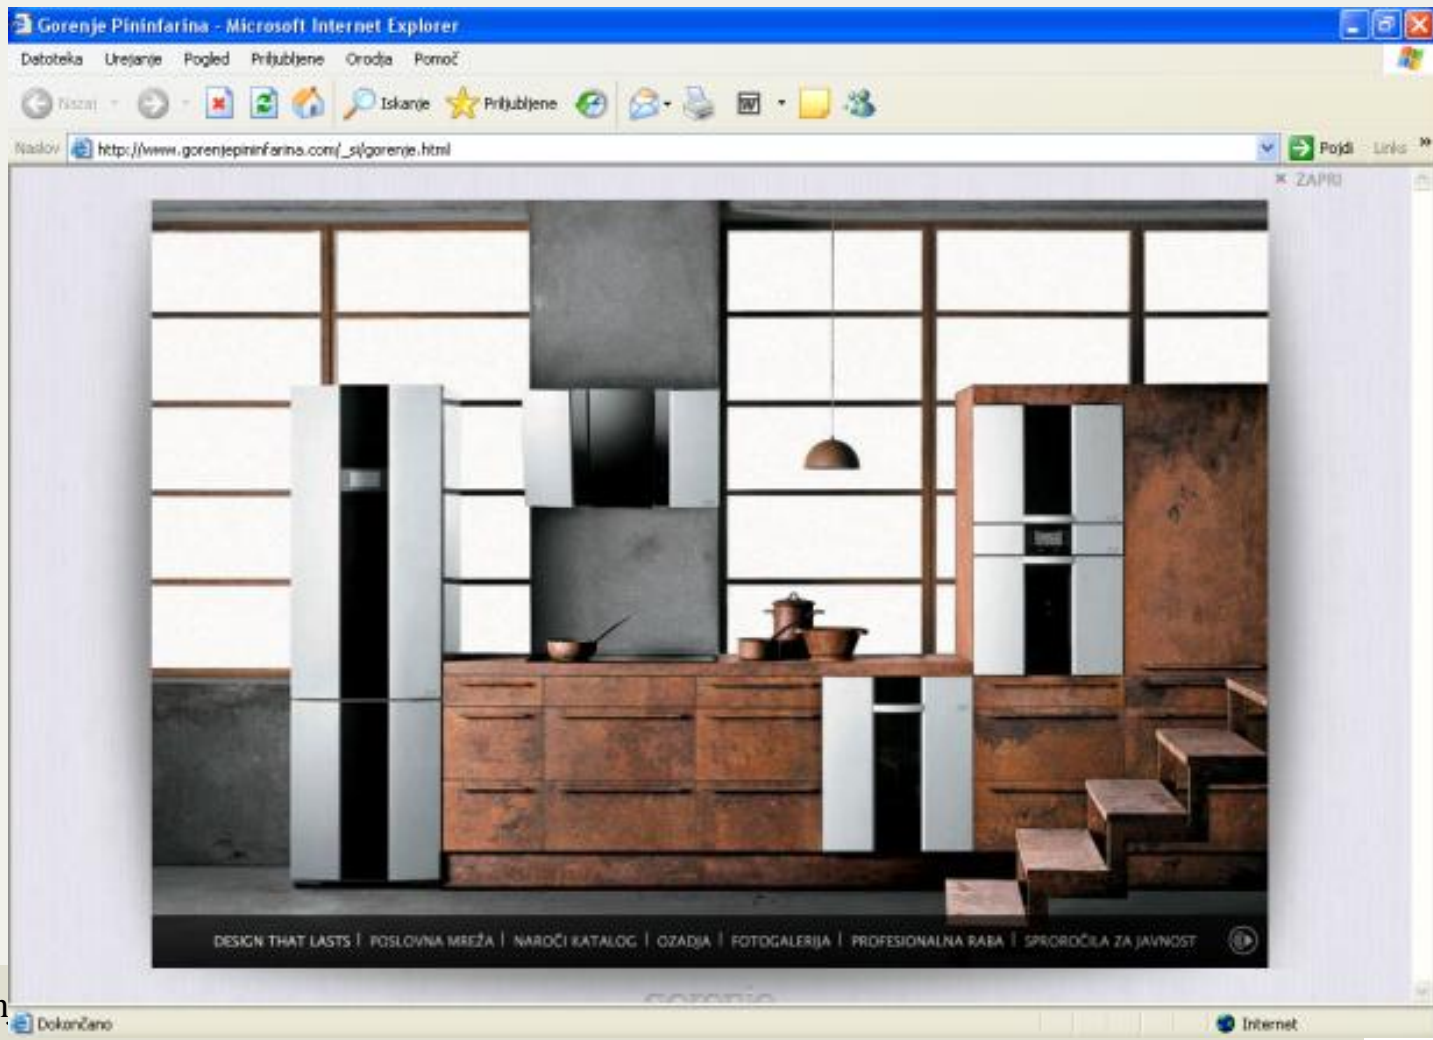 Gorenje Pininfarina - Microsoft Internet Explorer
Datoteka Urejanje Pogled Priljubljene Orodja Pomoč
Nazaj Iskanje Priljubljene
Naslov http://www.gorenjepininfarina.com/_si/gorenje.html Pojdi Links »
× ZAPRI
DESIGN THAT LASTS | POSLOVNA MREŽA | NAROČI KATALOG | OZADJA | FOTOGALERIJA | PROFESIONALNA RABA | SPROROČILA ZA JAVNOST
gorenje
Dokončano Internet